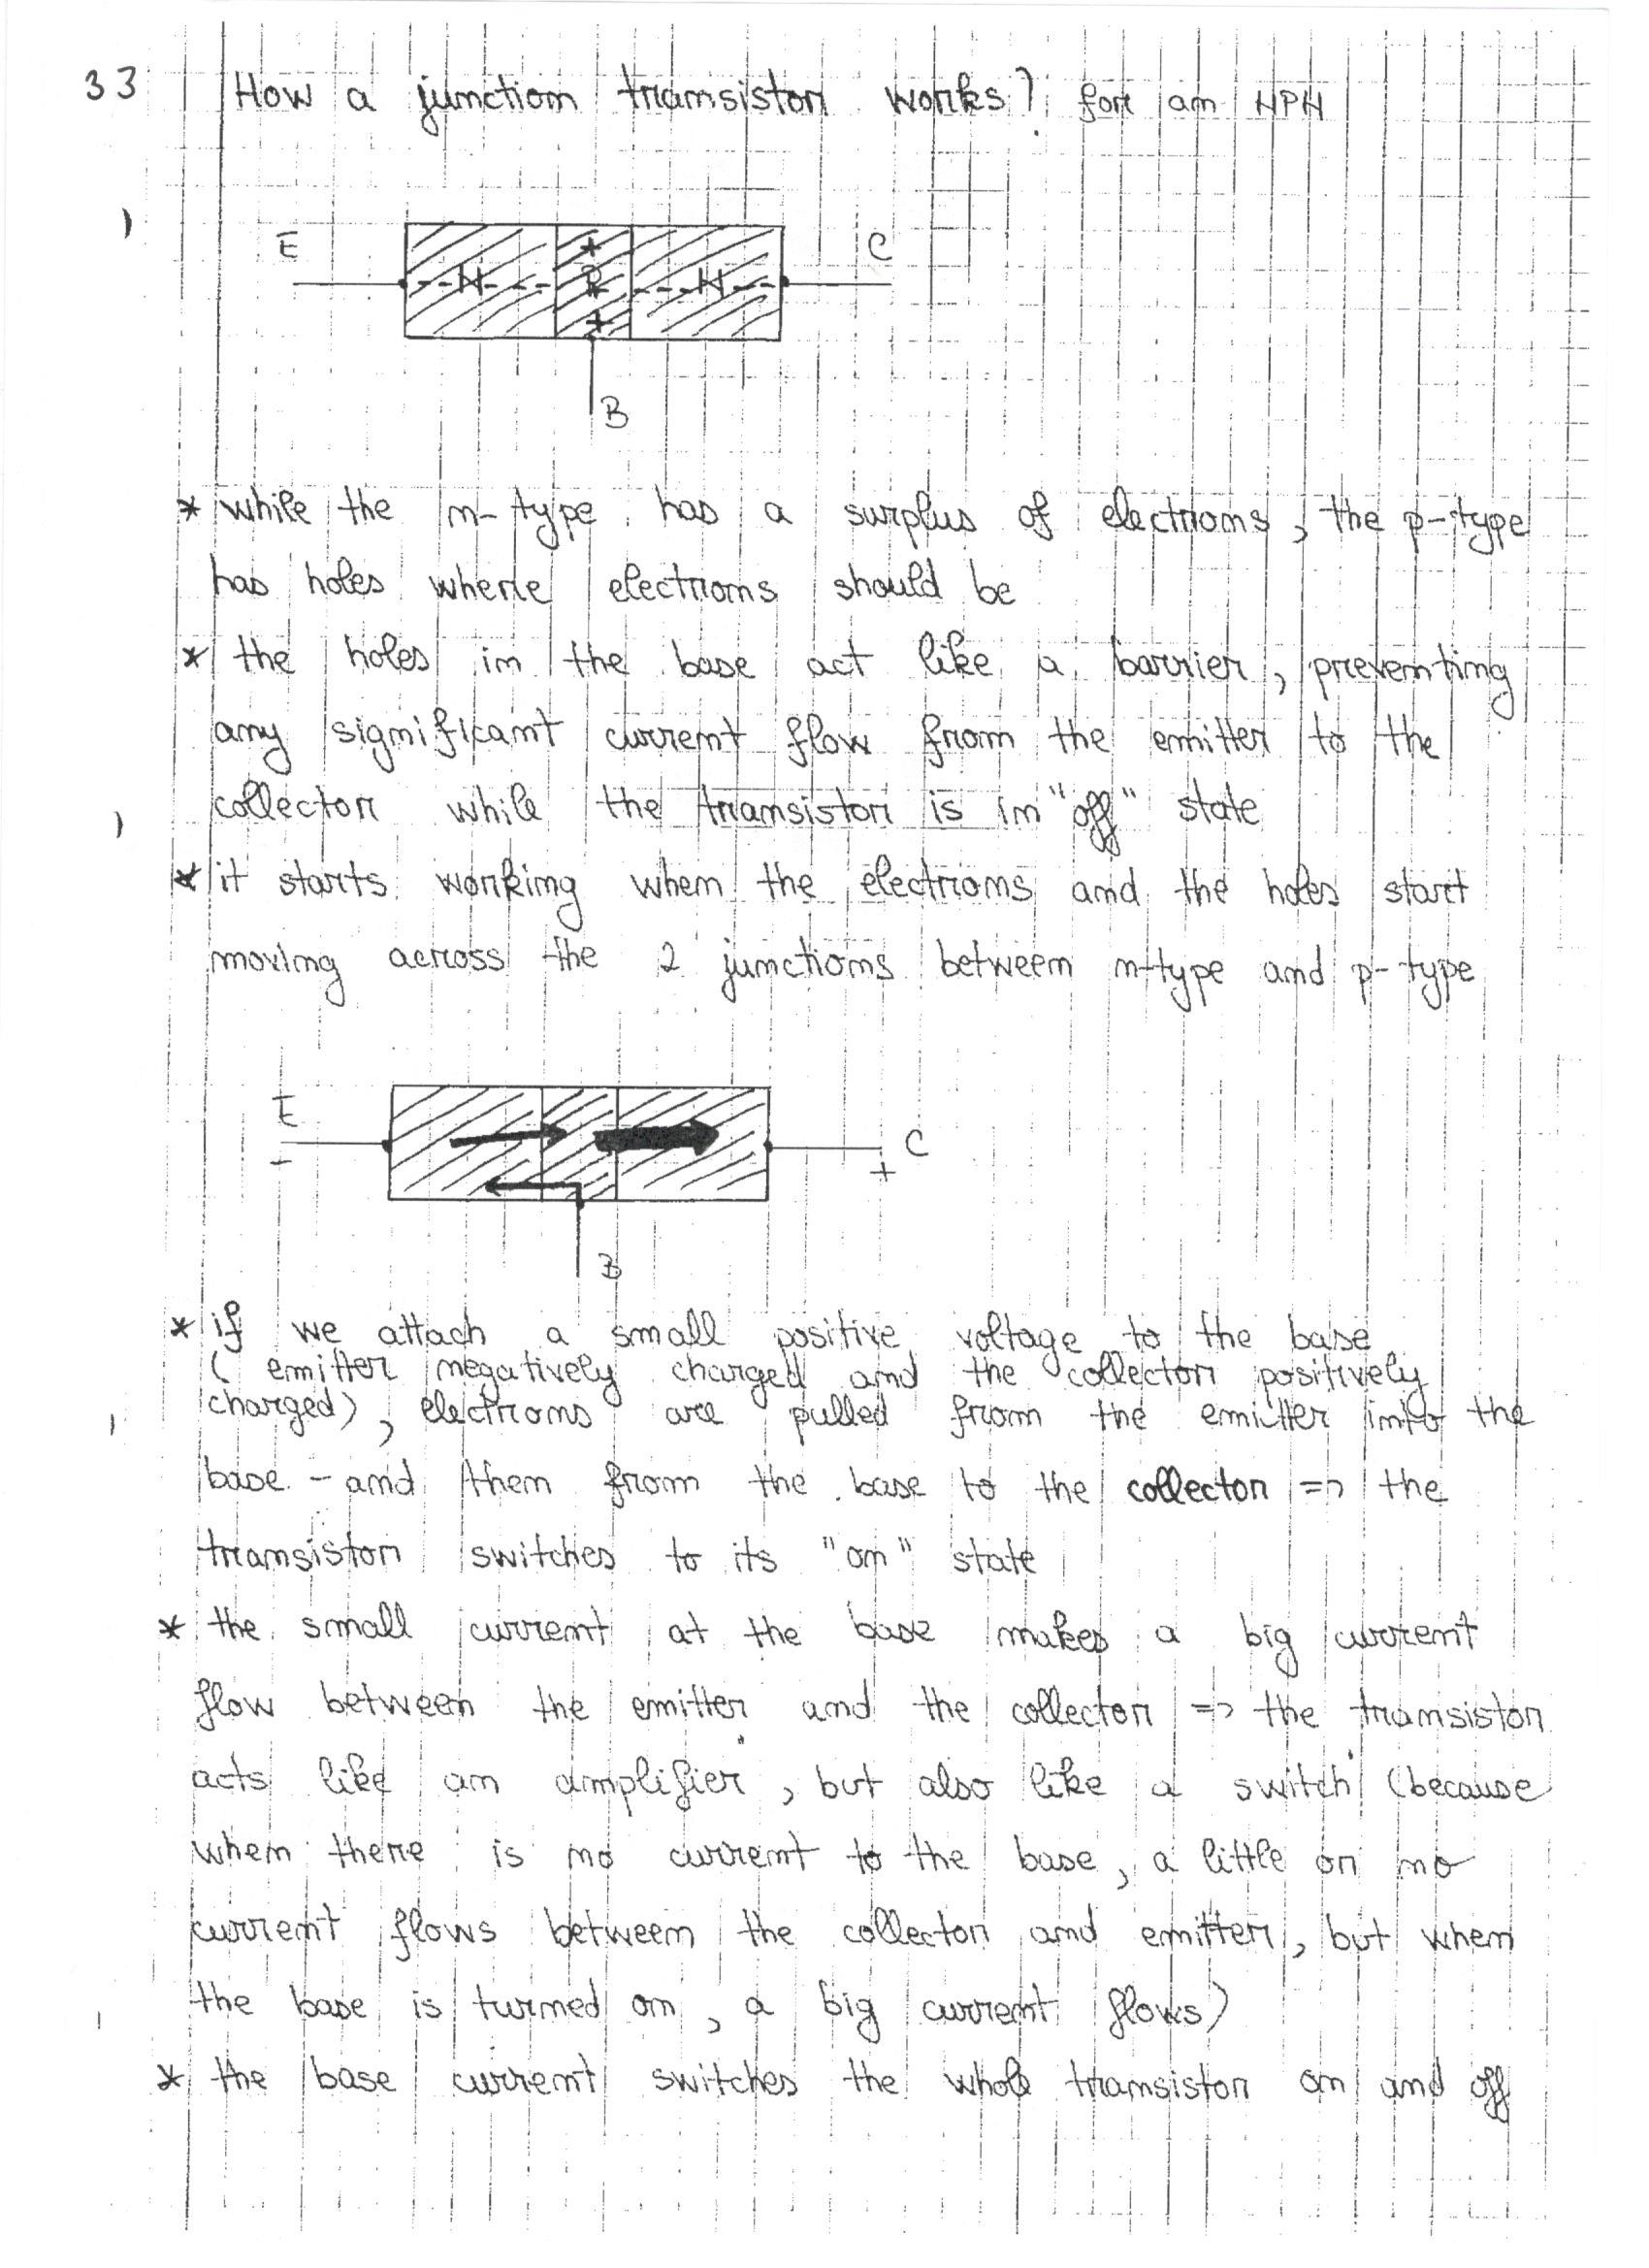 33 How a junction transistor works? for an NPN
E C
N P N
B
* while the n-type has a surplus of electrons, the p-type
has holes where electrons should be
* the holes in the base act like a barrier, preventing
any significant current flow from the emitter to the
collector while the transistor is in "off" state
* it starts working when the electrons and the holes start
moving across the 2 junctions between n-type and p-type
E C
- +
B
* if we attach a small positive voltage to the base
(emitter negatively charged and the collector positively
charged), electrons are pulled from the emitter into the
base - and then from the base to the collector => the
transistor switches to its "on" state
* the small current at the base makes a big current
flow between the emitter and the collector => the transistor
acts like an amplifier, but also like a switch (because
when there is no current to the base, a little or no
current flows between the collector and emitter, but when
the base is turned on, a big current flows)
* the base current switches the whole transistor on and off